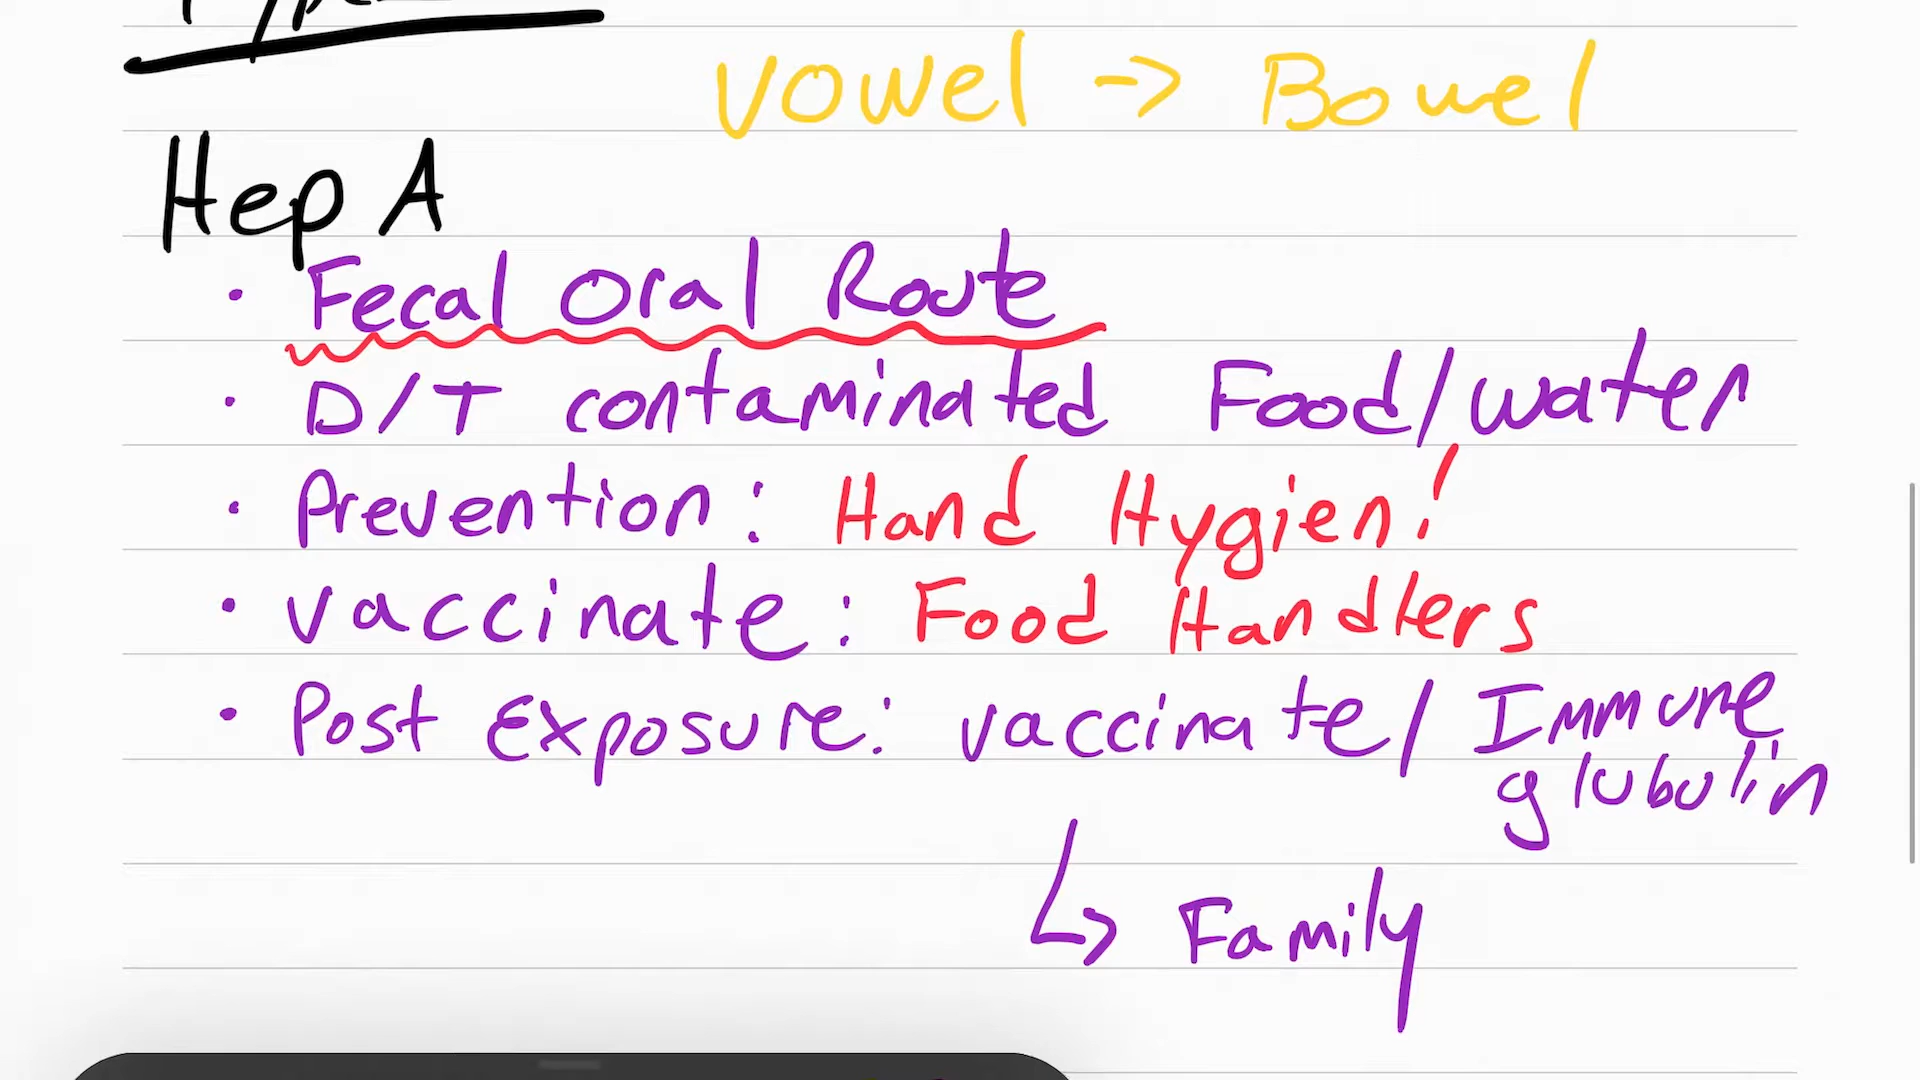 vowel -> Bowel
Hep A
• Fecal Oral Route
• D/T contaminated Food/water
• Prevention: Hand Hygien!
• vaccinate: Food Handlers
• Post Exposure: vaccinate/ Immune
glubulin
↳ Family